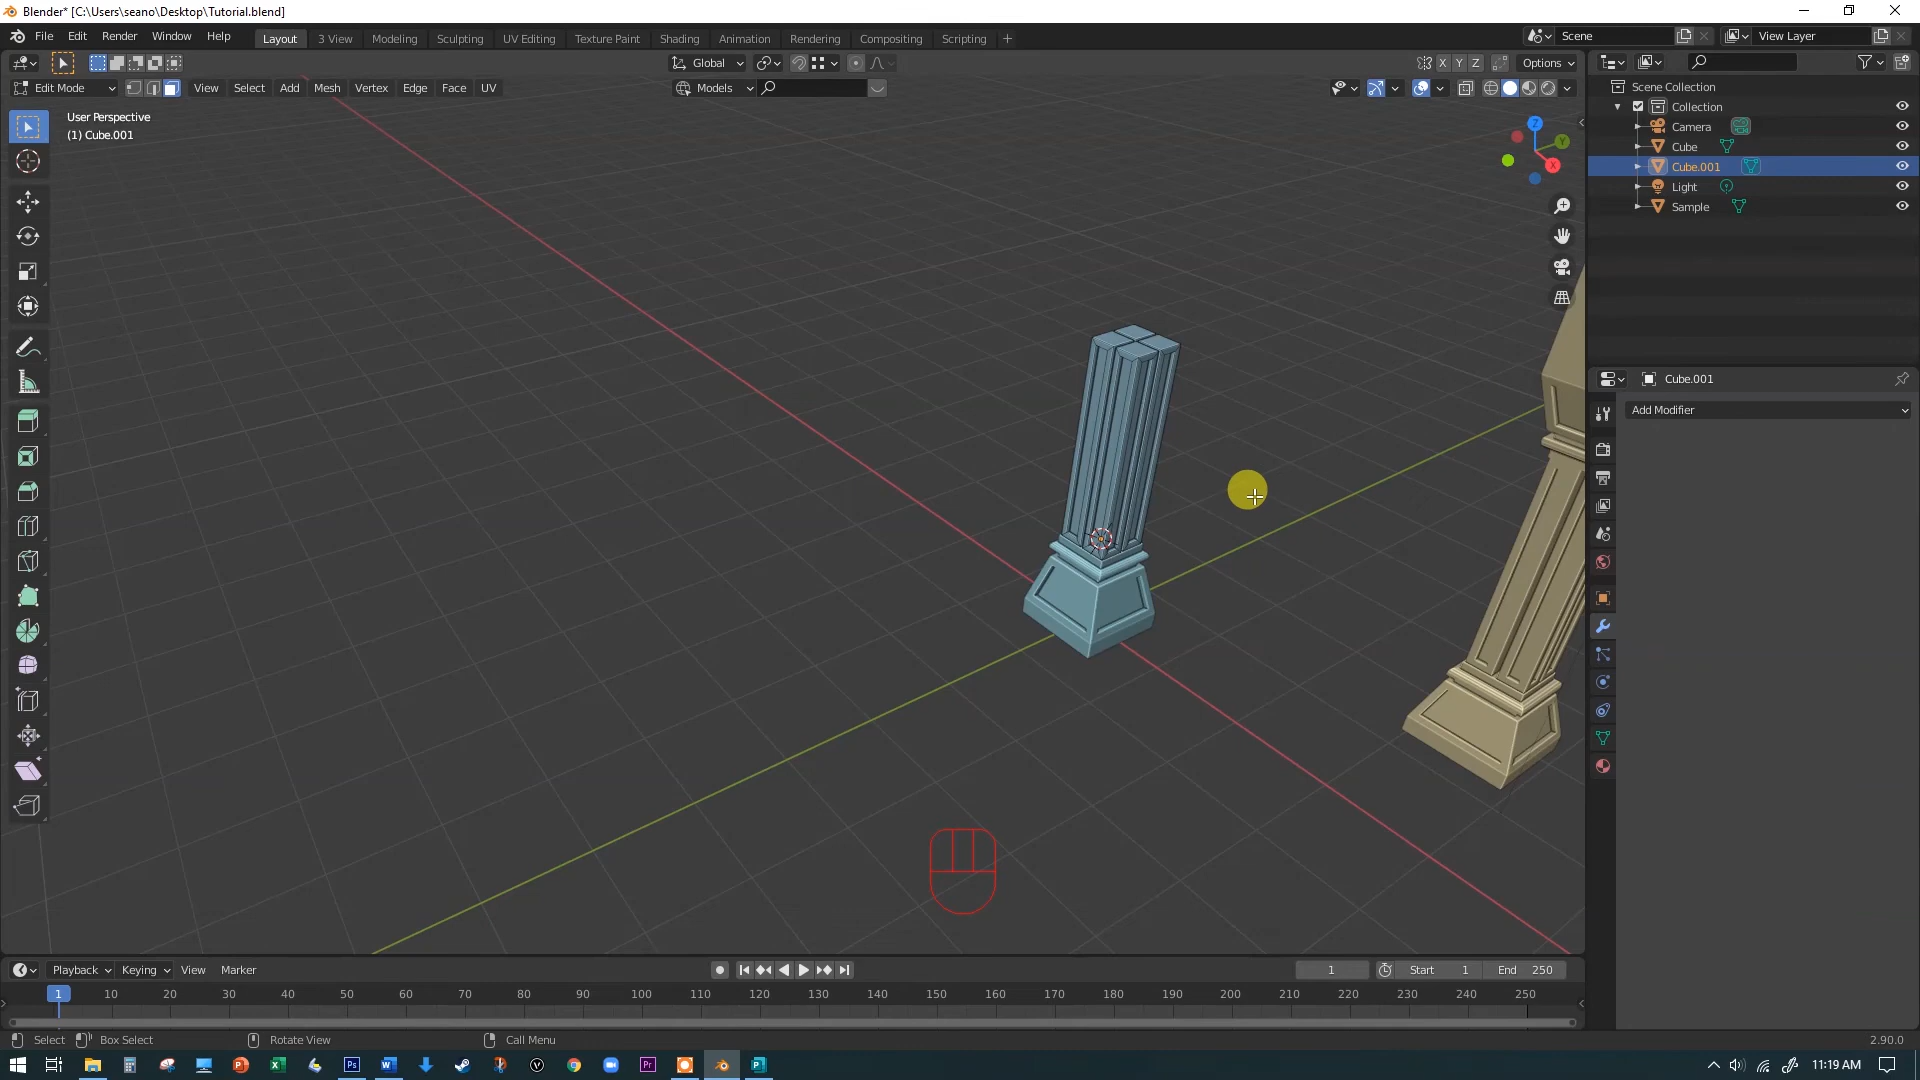 Blender* [C:\Users\seano\Desktop\Tutorial.blend]
File Edit Render Window Help Layout 3 View Modeling Sculpting UV Editing Texture Paint Shading Animation Rendering Compositing Scripting + Scene View Layer
Global X Y Z Options
Edit Mode View Select Add Mesh Vertex Edge Face UV Models
User Perspective
(1) Cube.001
Z
Y
X
Scene Collection
Collection
Camera
Cube
Cube.001
Light
Sample
Cube.001
Add Modifier
Playback Keying View Marker 1 Start 1 End 250
1 10 20 30 40 50 60 70 80 90 100 110 120 130 140 150 160 170 180 190 200 210 220 230 240 250
Select Box Select Rotate View Call Menu 2.90.0
11:19 AM